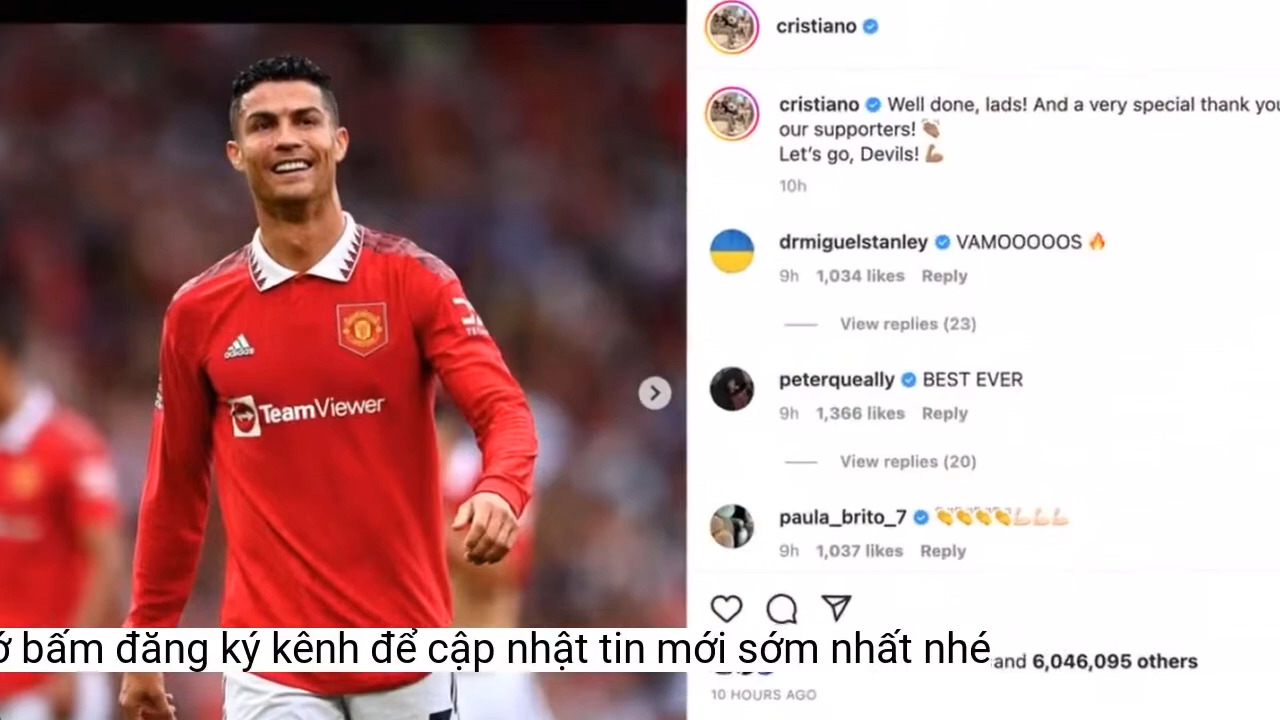 cristiano
cristiano Well done, lads! And a very special thank you
our supporters! 👏🏽
Let's go, Devils! 💪🏽
10h
drmiguelstanley VAMOOOOOS 🔥
9h 1,034 likes Reply
View replies (23)
peterqueally BEST EVER
9h 1,366 likes Reply
View replies (20)
paula_brito_7 👏👏👏👏💪🏻💪🏻💪🏻
9h 1,037 likes Reply
adidas
TeamViewer
bấm đăng ký kênh để cập nhật tin mới sớm nhất nhé
and 6,046,095 others
10 HOURS AGO